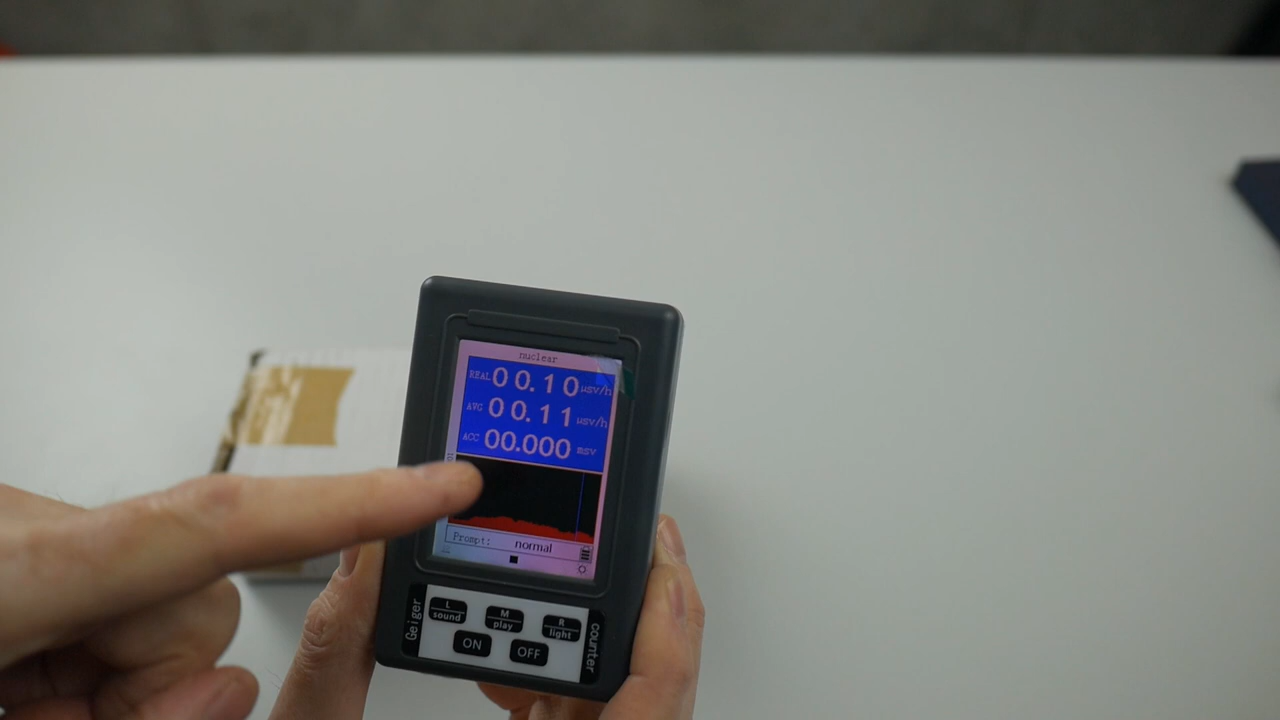 nuclear
REAL 00.10 μsv/h
AVG 00.11 μsv/h
ACC 00.000 msv
Prompt: normal
L
sound
M
play
R
light
ON OFF
Geiger
counter